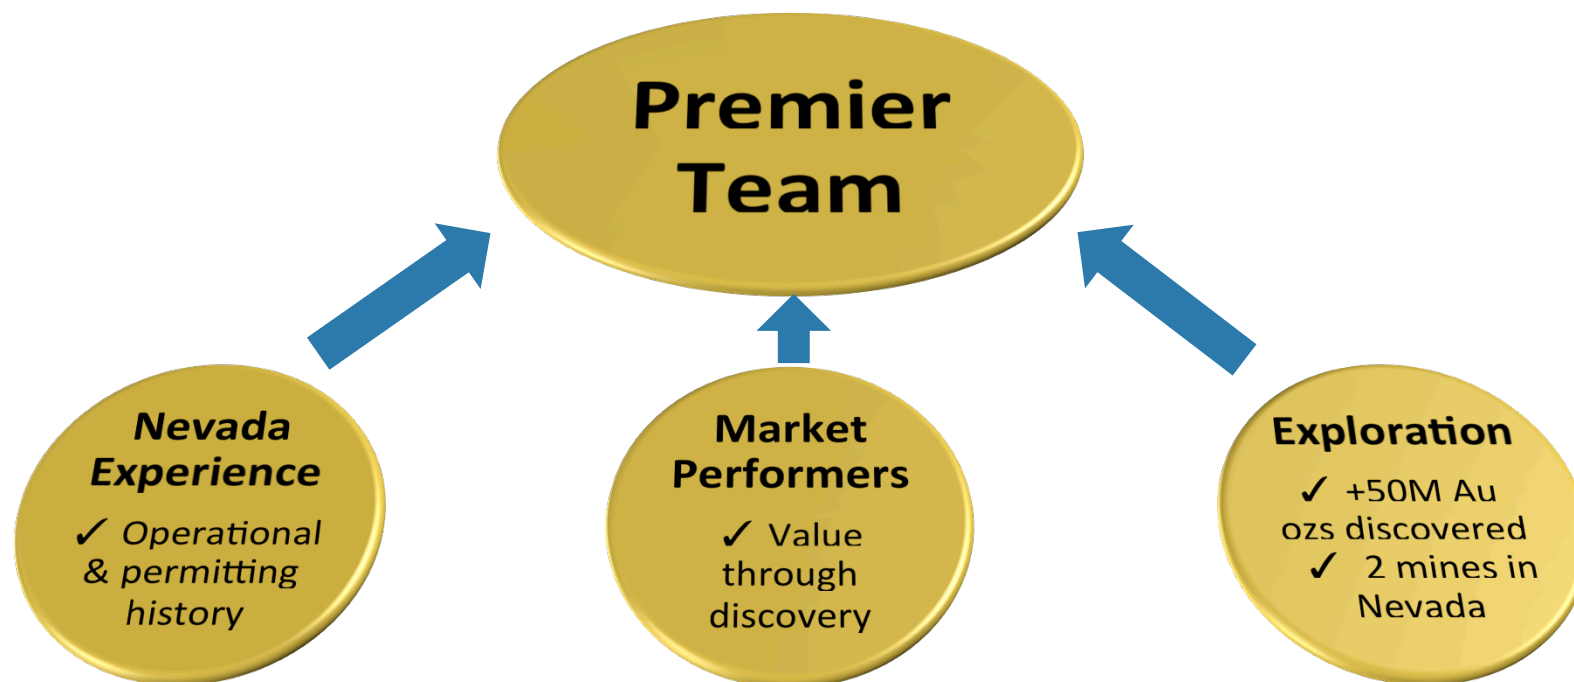 Premier
Team
Nevada
Experience
✓ Operational
& permitting
history
Market
Performers
✓ Value
through
discovery
Exploration
✓ +50M Au
ozs discovered
✓ 2 mines in
Nevada